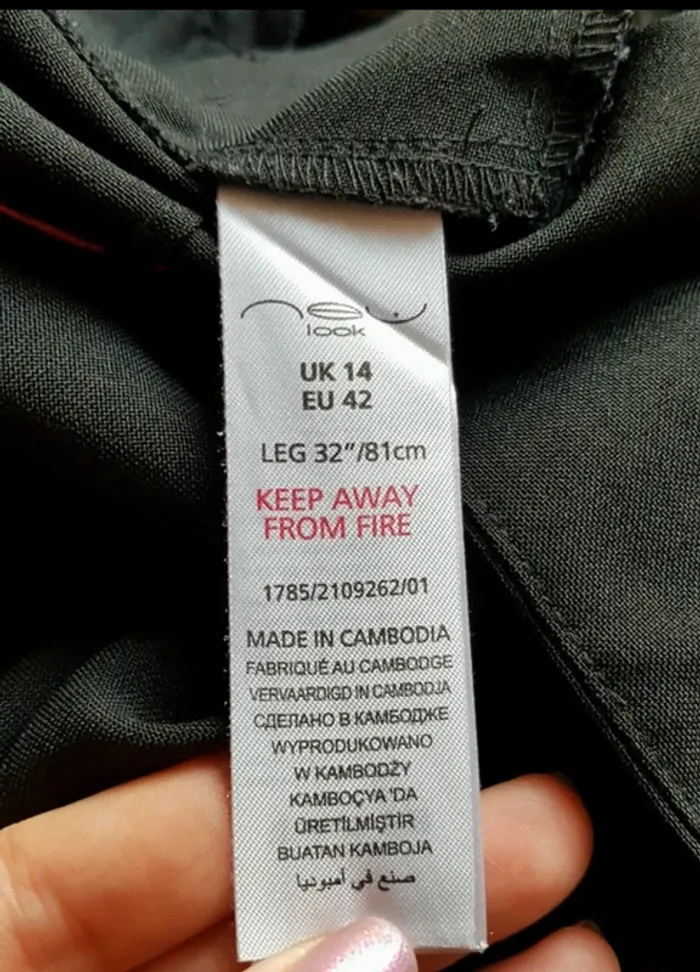 new
look
UK 14
EU 42
LEG 32"/81cm
KEEP AWAY
FROM FIRE
1785/2109262/01
MADE IN CAMBODIA
FABRIQUÉ AU CAMBODGE
VERVAARDIGD IN CAMBODJA
СДЕЛАНО В КАМБОДЖЕ
WYPRODUKOWANO
W KAMBODŻY
KAMBOÇYA 'DA
ÜRETİLMİŞTİR
BUATAN KAMBOJA
صنع في أمبوديا